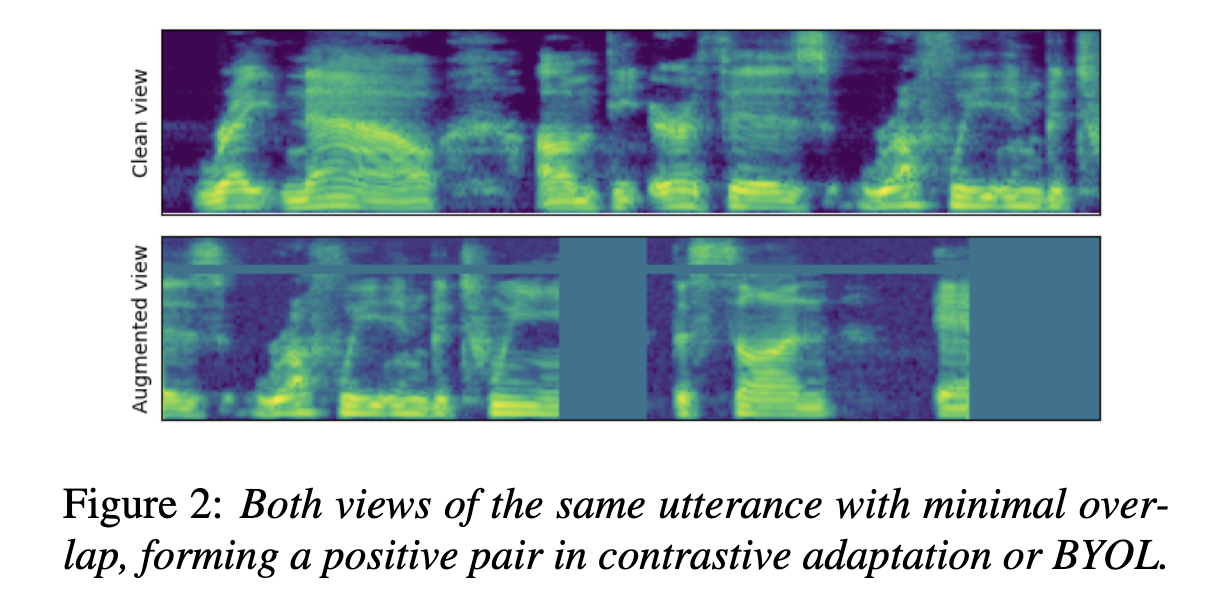 Clean view
Augmented view
Figure 2: Both views of the same utterance with minimal over-
lap, forming a positive pair in contrastive adaptation or BYOL.